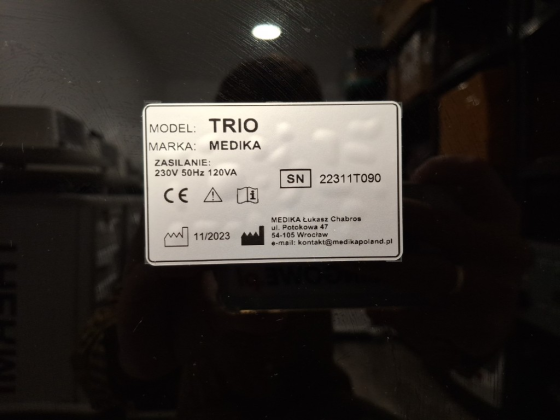 MODEL: TRIO
MARKA: MEDIKA
ZASILANIE:
230V 50Hz 120VA
SN 22311T090
CE
11/2023
MEDIKA Łukasz Chabros
ul. Potokowa 47
54-105 Wrocław
e-mail: kontakt@medikapoland.pl